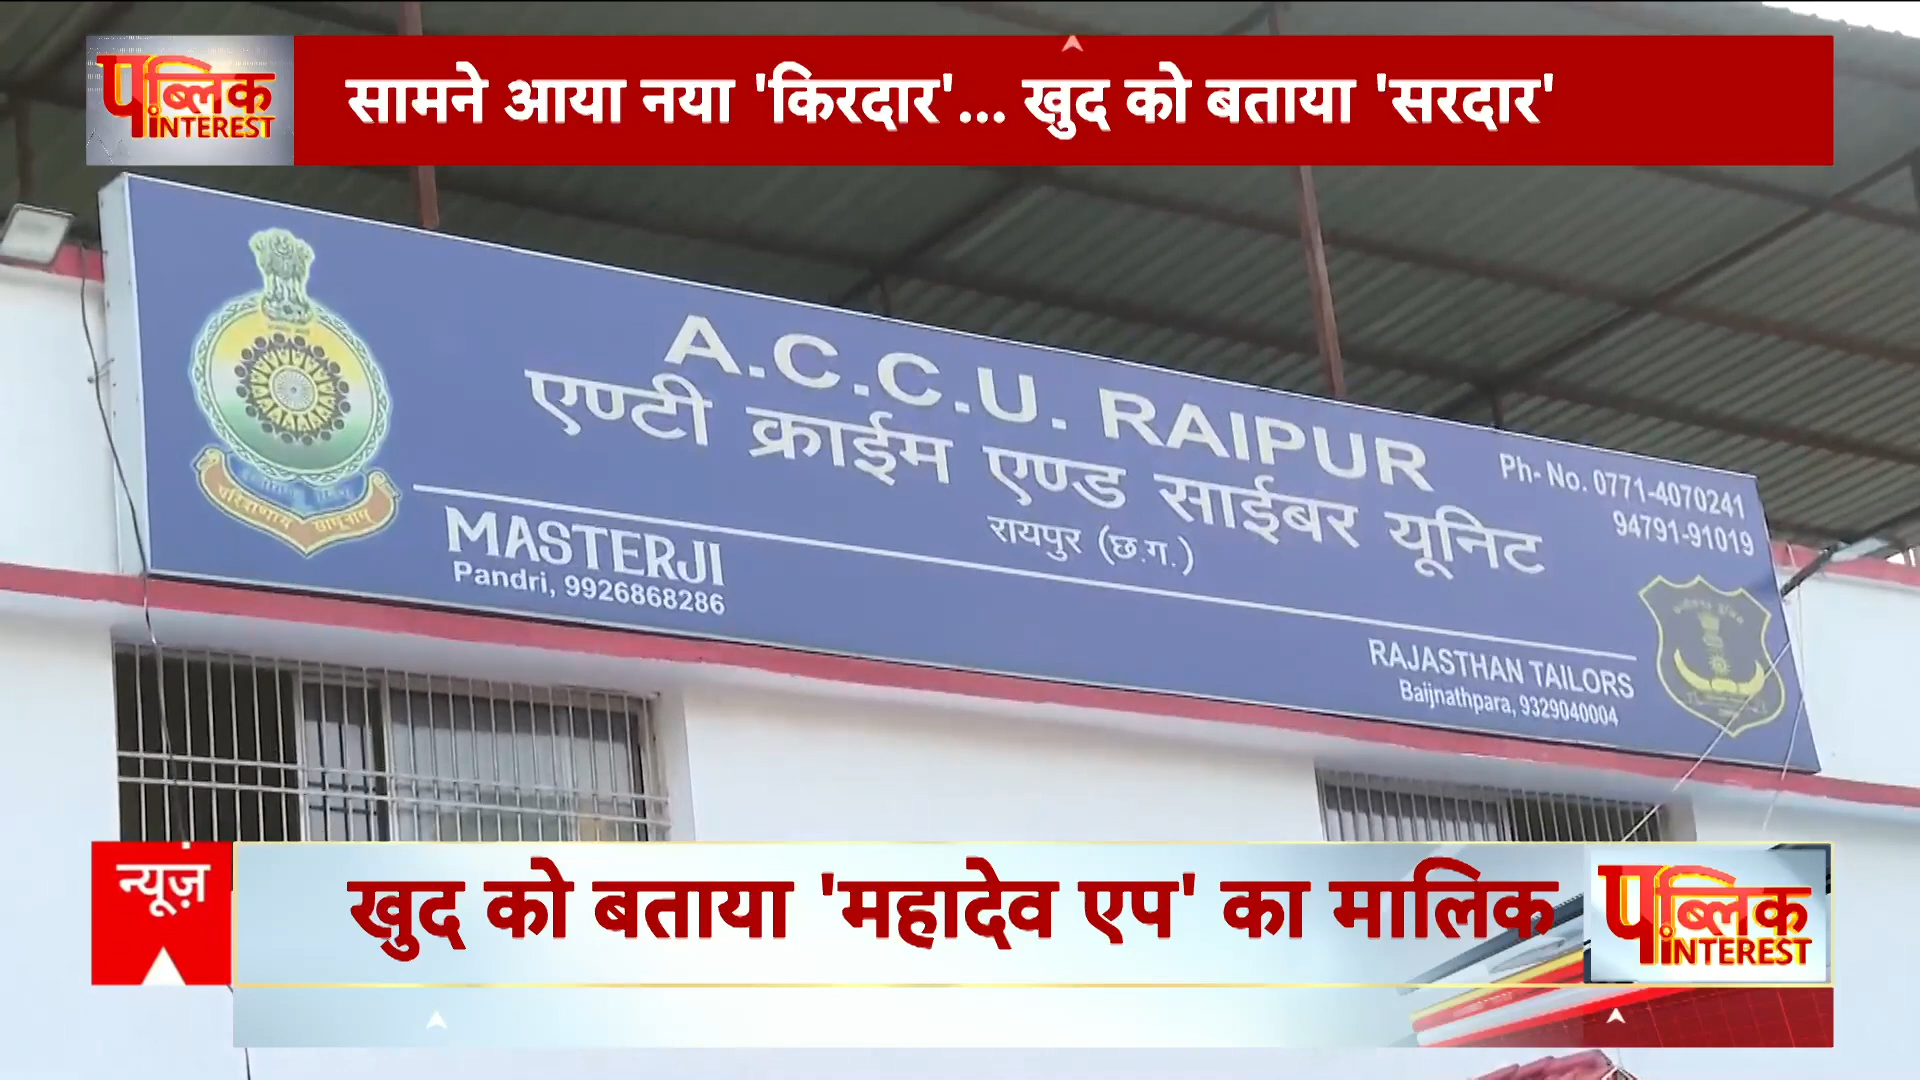 पब्लिक
INTEREST
सामने आया नया 'किरदार'... खुद को बताया 'सरदार'
A.C.C.U. RAIPUR
एण्टी क्राईम एण्ड साईबर यूनिट
रायपुर (छ.ग.)
Ph- No. 0771-4070241
94791-91019
परित्राणाय साधूनाम्
MASTERJI
Pandri, 9926868286
RAJASTHAN TAILORS
Baijnathpara, 9329040004
न्यूज़
खुद को बताया 'महादेव एप' का मालिक
पब्लिक
INTEREST